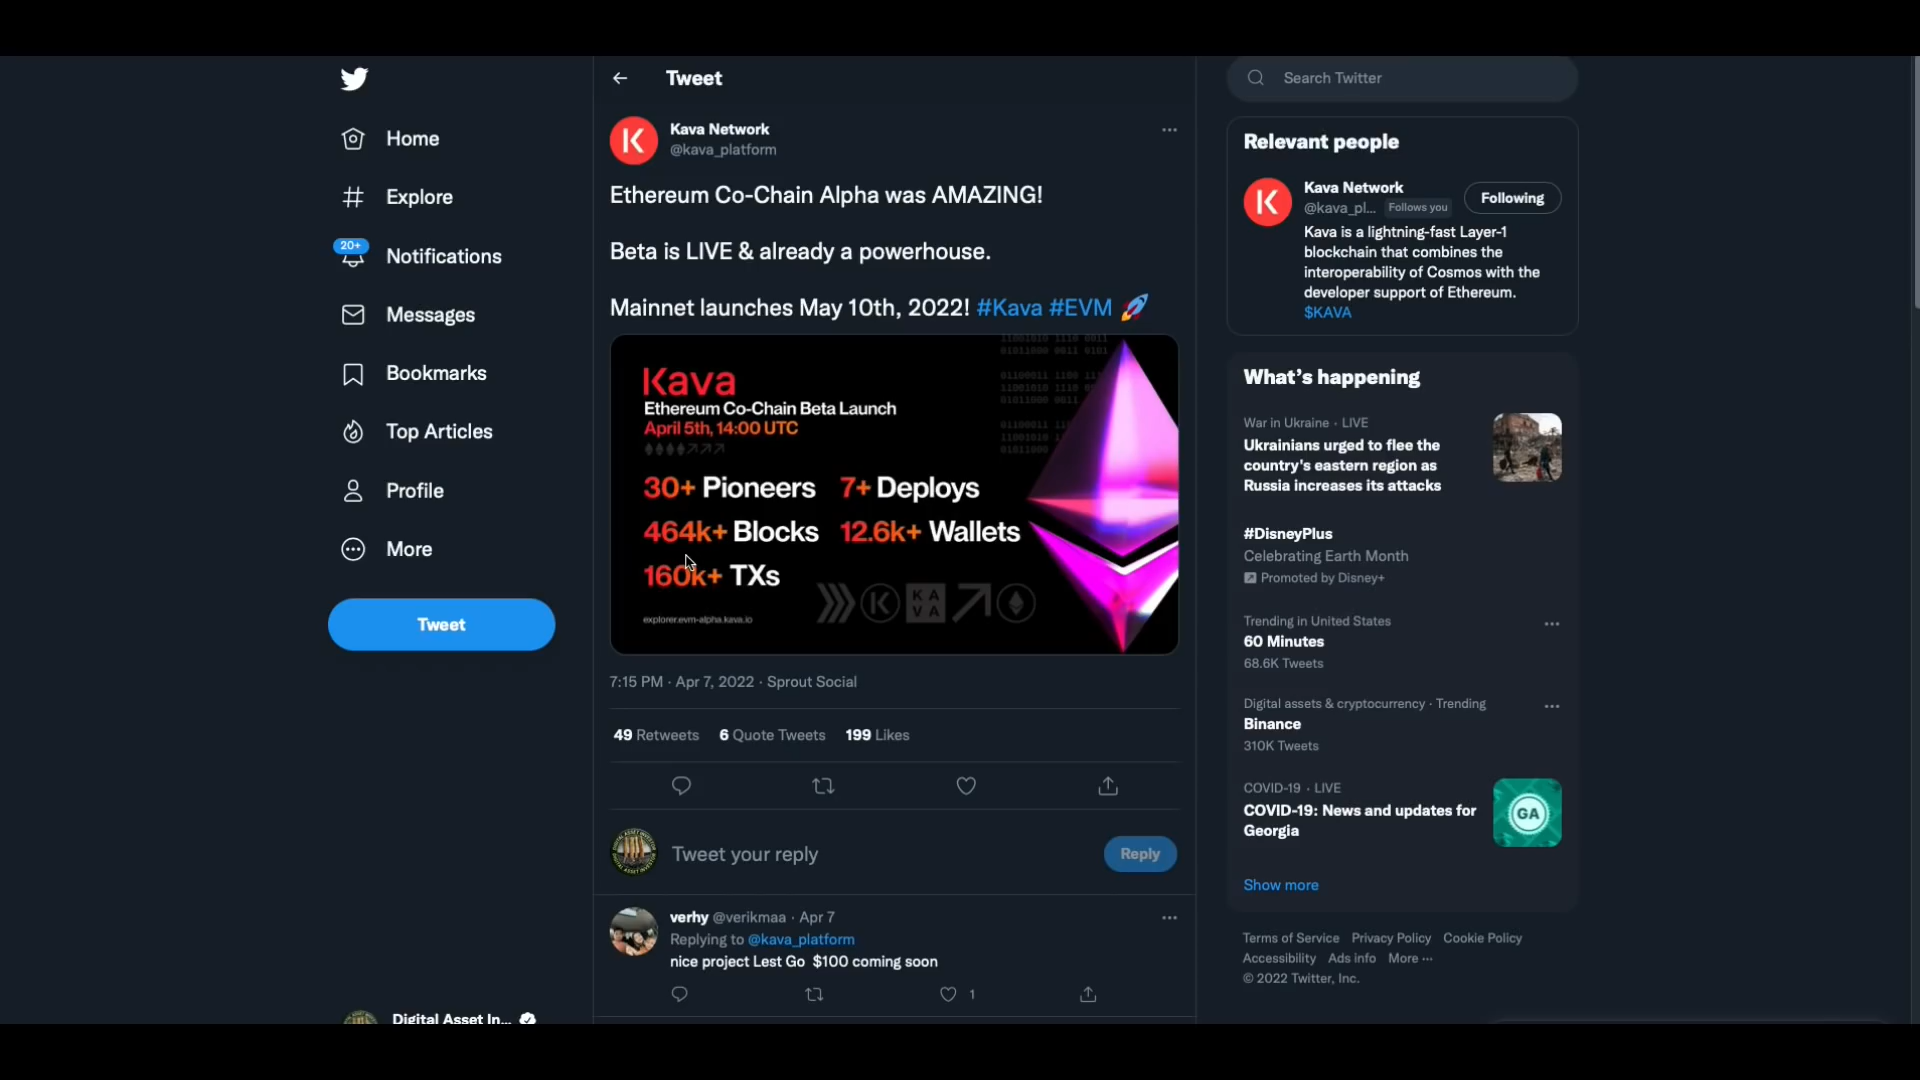 Home
Explore
20+
Notifications
Messages
Bookmarks
Top Articles
Profile
More
Tweet
Digital Asset In...
Tweet
Kava Network
@kava_platform
Ethereum Co-Chain Alpha was AMAZING!
Beta is LIVE & already a powerhouse.
Mainnet launches May 10th, 2022! #Kava #EVM 🚀
Kava
Ethereum Co-Chain Beta Launch
April 5th, 14:00 UTC
30+ Pioneers 7+ Deploys
464k+ Blocks 12.6k+ Wallets
160k+ TXs
KA
VA
explorer.evm-alpha.kava.io
7:15 PM · Apr 7, 2022 · Sprout Social
49 Retweets 6 Quote Tweets 199 Likes
Tweet your reply
Reply
verhy @verikmaa · Apr 7
Replying to @kava_platform
nice project Lest Go $100 coming soon
1
Search Twitter
Relevant people
Kava Network
@kava_pl... Follows you
Following
Kava is a lightning-fast Layer-1
blockchain that combines the
interoperability of Cosmos with the
developer support of Ethereum.
$KAVA
What's happening
War in Ukraine · LIVE
Ukrainians urged to flee the
country's eastern region as
Russia increases its attacks
#DisneyPlus
Celebrating Earth Month
Promoted by Disney+
Trending in United States
60 Minutes
68.6K Tweets
Digital assets & cryptocurrency · Trending
Binance
310K Tweets
COVID-19 · LIVE
COVID-19: News and updates for
Georgia
GA
Show more
Terms of Service Privacy Policy Cookie Policy
Accessibility Ads info More ···
© 2022 Twitter, Inc.